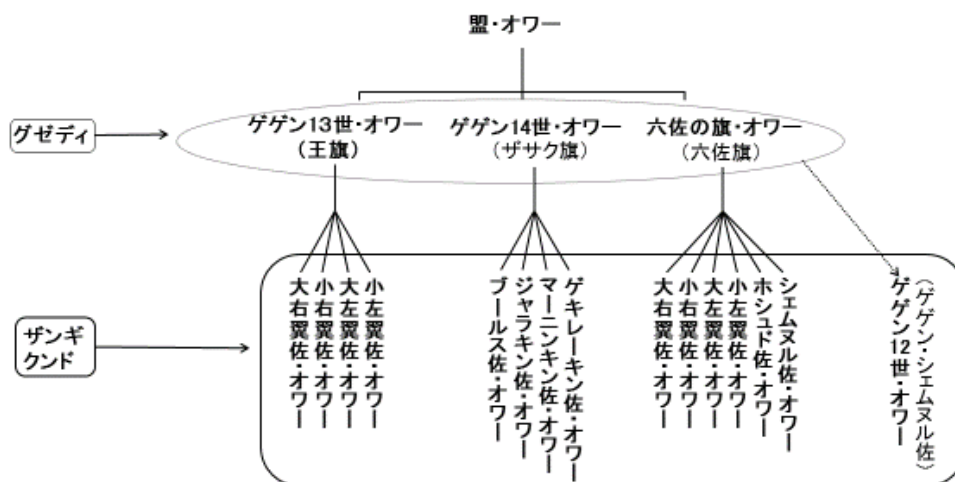 盟・オワー
グゼディ
ゲゲン13世・オワー
（王旗）
ゲゲン14世・オワー
（ザサク旗）
六佐の旗・オワー
（六佐旗）
ザンギ
クンド
大右翼佐・オワー
小右翼佐・オワー
大左翼佐・オワー
小左翼佐・オワー
ブールス佐・オワー
ジャラキン佐・オワー
マーニンキン佐・オワー
ゲキレーキン佐・オワー
大右翼佐・オワー
小右翼佐・オワー
大左翼佐・オワー
小左翼佐・オワー
ホシュド佐・オワー
シェムヌル佐・オワー
ゲゲン12世・オワー
（ゲゲン・シェムヌル佐）